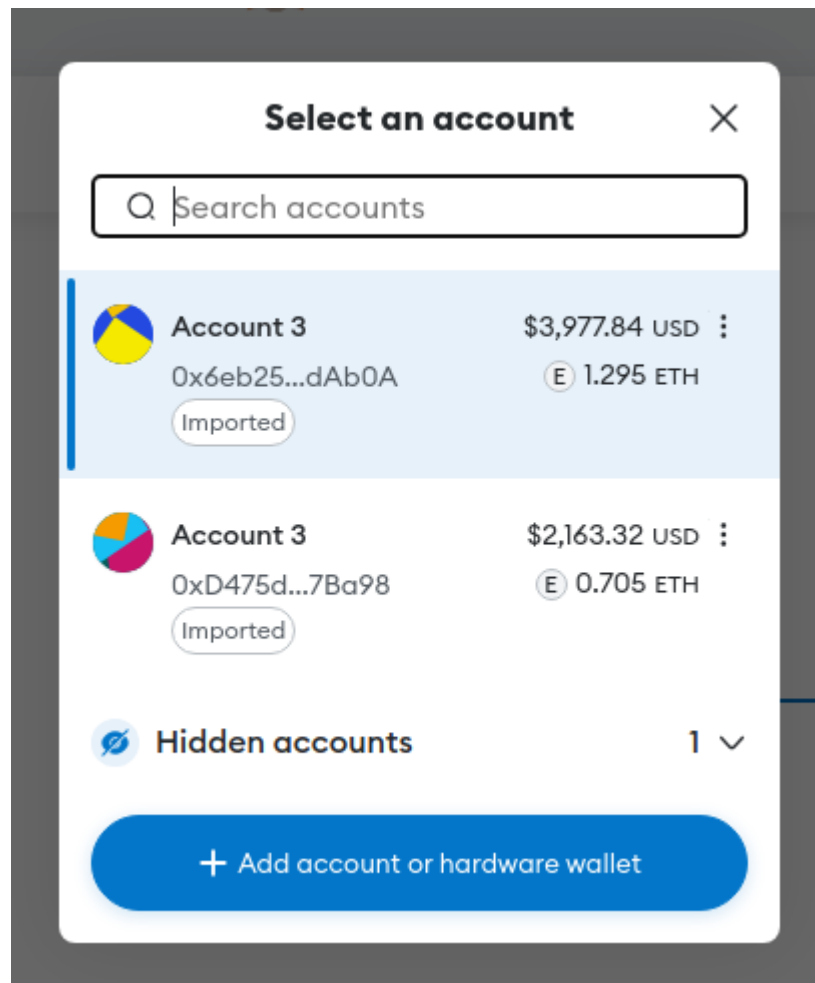 Select an account
Search accounts
Account 3 $3,977.84 USD
0x6eb25...dAb0A E 1.295 ETH
Imported
Account 3 $2,163.32 USD
0xD475d...7Ba98 E 0.705 ETH
Imported
Hidden accounts 1
+ Add account or hardware wallet